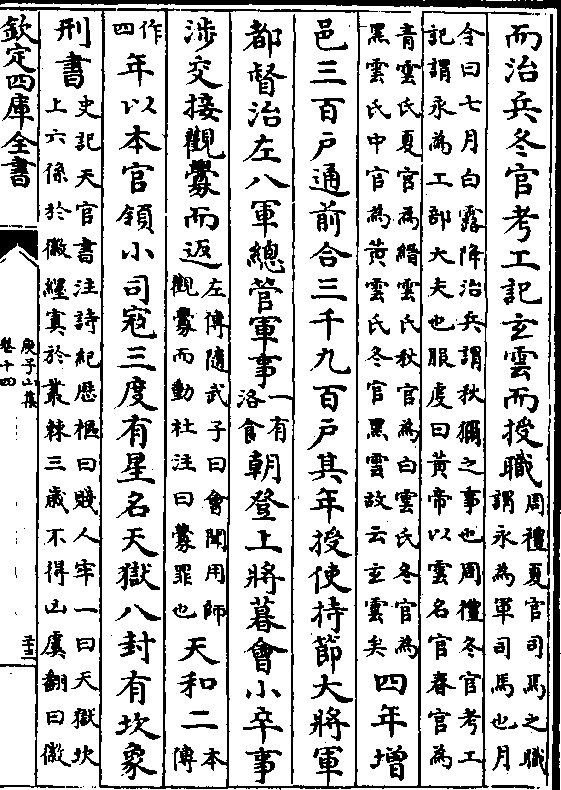 而治兵冬官考工記玄雲而授職周禮夏官司馬之職
謂永為軍司馬也月
令曰七月白露降治兵謂秋獮之事也周禮冬官考工
記謂永為工部大夫也服虔曰黃帝以雲名官春官為
青雲氏夏官為縉雲氏秋官為白雲氏冬官為
黑雲氏中官為黃雲氏冬官黑雲故云玄雲矣四年增
邑三百戶通前合三千九百戶其年授使持節大將軍
都督治左八軍總管軍事一有
洛食朝登上將暮會小卒事
涉交接觀釁而返左傳隨武子曰會聞用師
觀釁而動杜注曰釁罪也天和二本
傳
作
四年以本官領小司寇三度有星名天獄八封有坎象
刑書史記天官書注詩紀歷樞曰賤人牢一曰天獄坎
上六係於徽纆寘於叢棘三歲不得凶虞翻曰徽
欽定四庫全書
庾子山集
卷十四